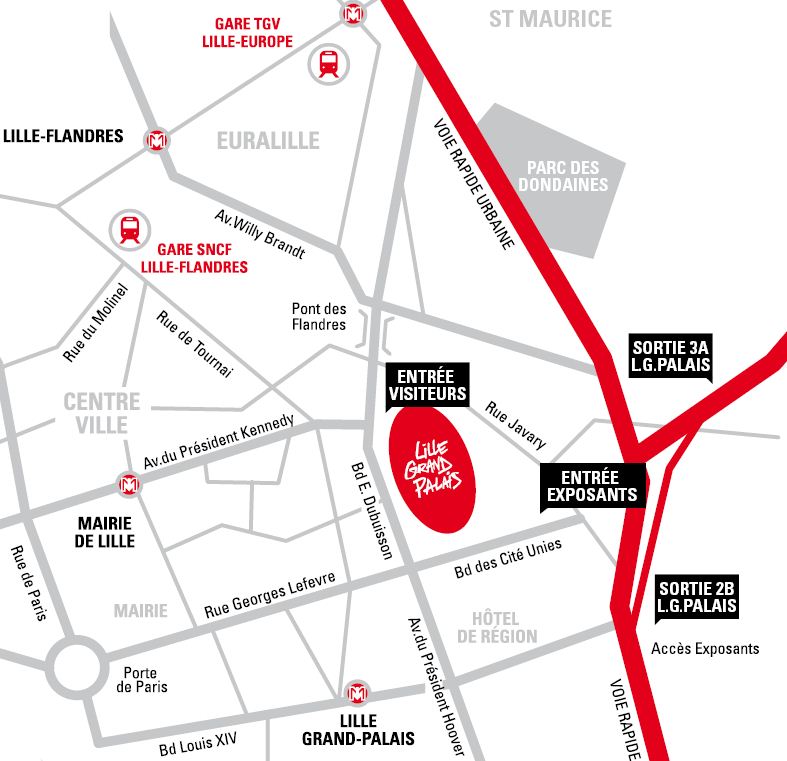 GARE TGV
LILLE-EUROPE
ST MAURICE
LILLE-FLANDRES
EURALILLE
VOIE RAPIDE URBAINE
PARC DES
DONDAINES
Av.Willy Brandt
GARE SNCF
LILLE-FLANDRES
Rue du Molinel
Rue de Tournai
Pont des
Flandres
SORTIE 3A
L.G.PALAIS
ENTRÉE
VISITEURS
CENTRE
VILLE
Rue Javary
Av.du Président Kennedy
LiLLE
GRAND
PALAiS
Bd E. Dubuisson
ENTRÉE
EXPOSANTS
MAIRIE
DE LILLE
Rue de Paris
Bd des Cité Unies
Rue Georges Lefevre
SORTIE 2B
L.G.PALAIS
MAIRIE
HÔTEL
DE RÉGION
Av.du Président Hoover
Accès Exposants
Porte
de Paris
VOIE RAPIDE
LILLE
GRAND-PALAIS
Bd Louis XIV